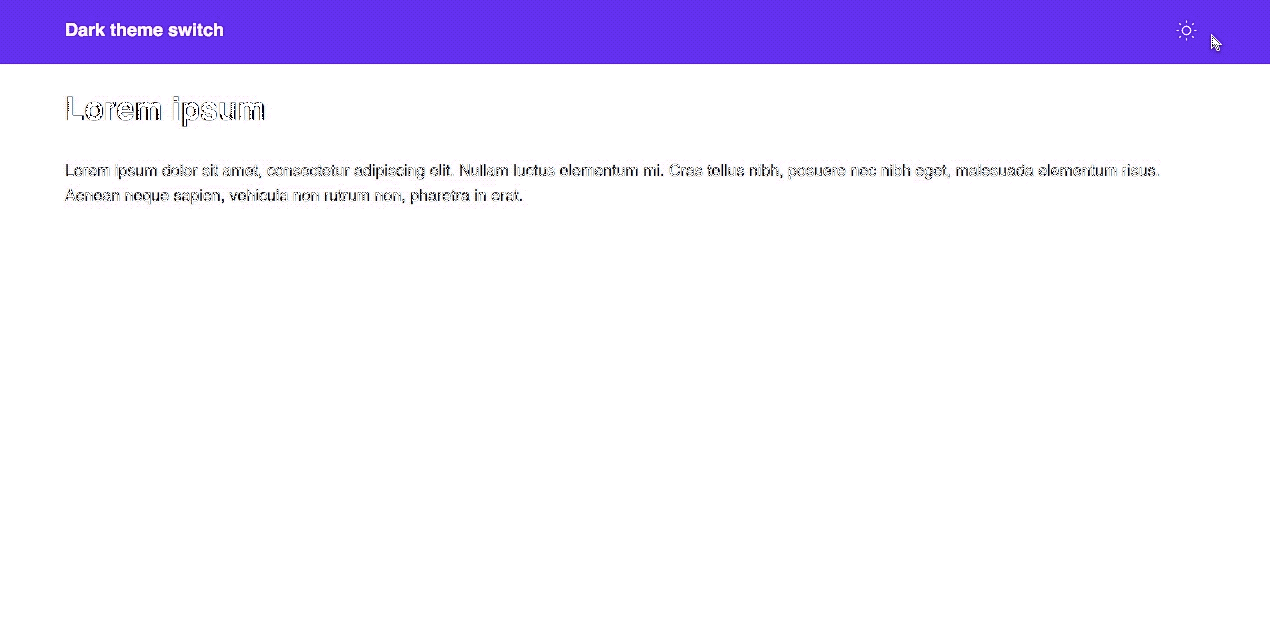 Dark theme switch
Lorem ipsum
Lorem ipsum dolor sit amet, consectetur adipiscing elit. Nullam luctus elementum mi. Cras tellus nibh, posuere nec nibh eget, malesuada elementum risus.
Aenean neque sapien, vehicula non rutrum non, pharetra in erat.